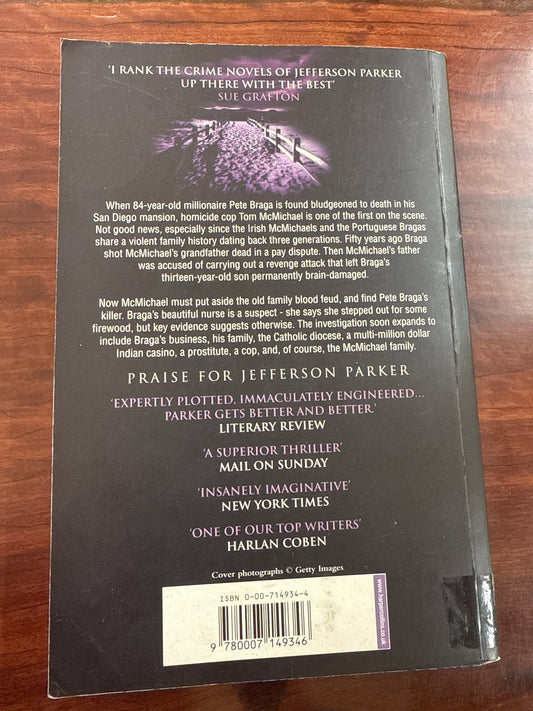 ‘I RANK THE CRIME NOVELS OF JEFFERSON PARKER
UP THERE WITH THE BEST’
SUE GRAFTON
When 84-year-old millionaire Pete Braga is found bludgeoned to death in his
San Diego mansion, homicide cop Tom McMichael is one of the first on the scene.
Not good news, especially since the Irish McMichaels and the Portuguese Bragas
share a violent family history dating back three generations. Fifty years ago Braga
shot McMichael’s grandfather dead in a pay dispute. Then McMichael’s father
was accused of carrying out a revenge attack that left Braga’s
thirteen-year-old son permanently brain-damaged.
Now McMichael must put aside the old family blood feud, and find Pete Braga’s
killer. Braga’s beautiful nurse is a suspect - she says she stepped out for some
firewood, but key evidence suggests otherwise. The investigation soon expands to
include Braga’s business, his family, the Catholic diocese, a multi-million dollar
Indian casino, a prostitute, a cop, and, of course, the McMichael family.
PRAISE FOR JEFFERSON PARKER
‘EXPERTLY PLOTTED, IMMACULATELY ENGINEERED...
PARKER GETS BETTER AND BETTER.’
LITERARY REVIEW
‘A SUPERIOR THRILLER’
MAIL ON SUNDAY
‘INSANELY IMAGINATIVE’
NEW YORK TIMES
‘ONE OF OUR TOP WRITERS’
HARLAN COBEN
Cover photographs © Getty Images
ISBN 0-00-714934-4
9 780007 149346
www.harpercollins.co.uk